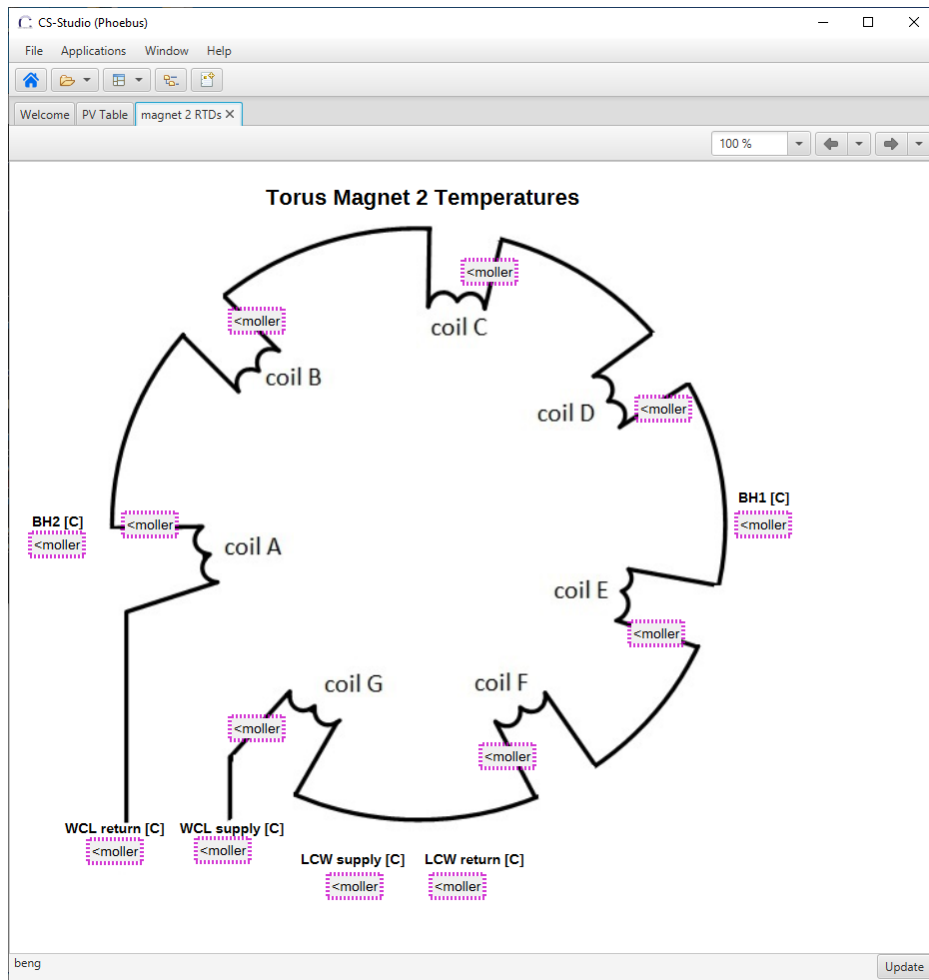 CS-Studio (Phoebus)
File Applications Window Help
Welcome PV Table magnet 2 RTDs
100 %
Torus Magnet 2 Temperatures
<moller
coil C
<moller
coil B
<moller
coil D
BH1 [C]
<moller
BH2 [C]
<moller
<moller
coil A
coil E
<moller
coil G
coil F
<moller
<moller
WCL return [C] WCL supply [C]
<moller <moller
LCW supply [C] LCW return [C]
<moller <moller
beng
Update